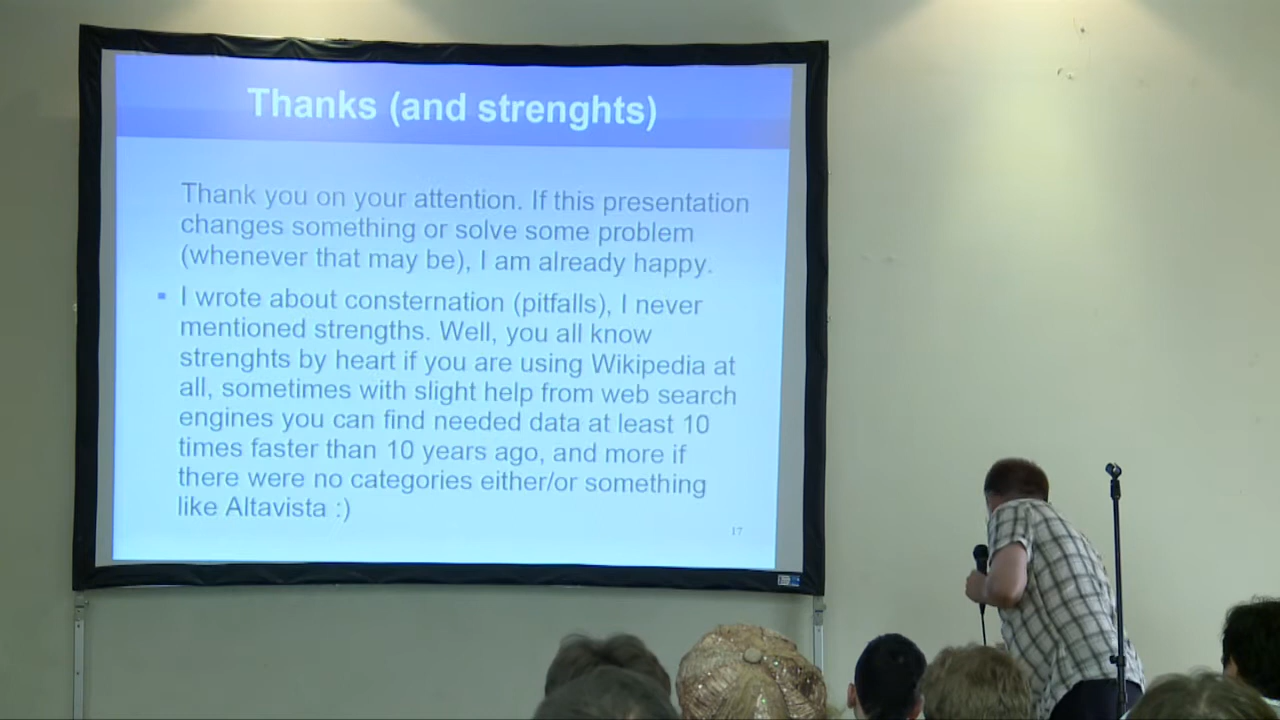 Thanks (and strenghts)
Thank you on your attention. If this presentation
changes something or solve some problem
(whenever that may be), I am already happy.
I wrote about consternation (pitfalls), I never
mentioned strengths. Well, you all know
strenghts by heart if you are using Wikipedia at
all, sometimes with slight help from web search
engines you can find needed data at least 10
times faster than 10 years ago, and more if
there were no categories either/or something
like Altavista :)
17